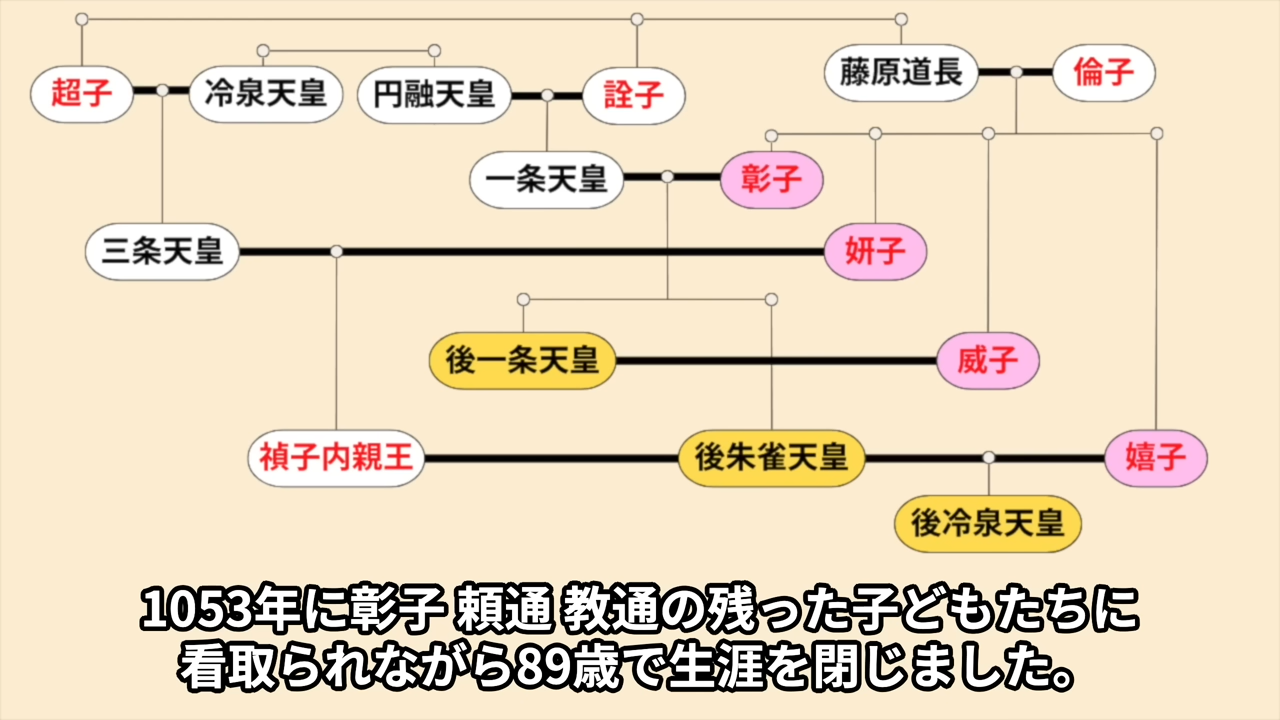 超子
冷泉天皇
円融天皇
詮子
藤原道長
倫子
一条天皇
彰子
三条天皇
妍子
後一条天皇
威子
禎子内親王
後朱雀天皇
嬉子
後冷泉天皇
1053年に彰子 頼通 教通の残った子どもたちに
看取られながら89歳で生涯を閉じました。